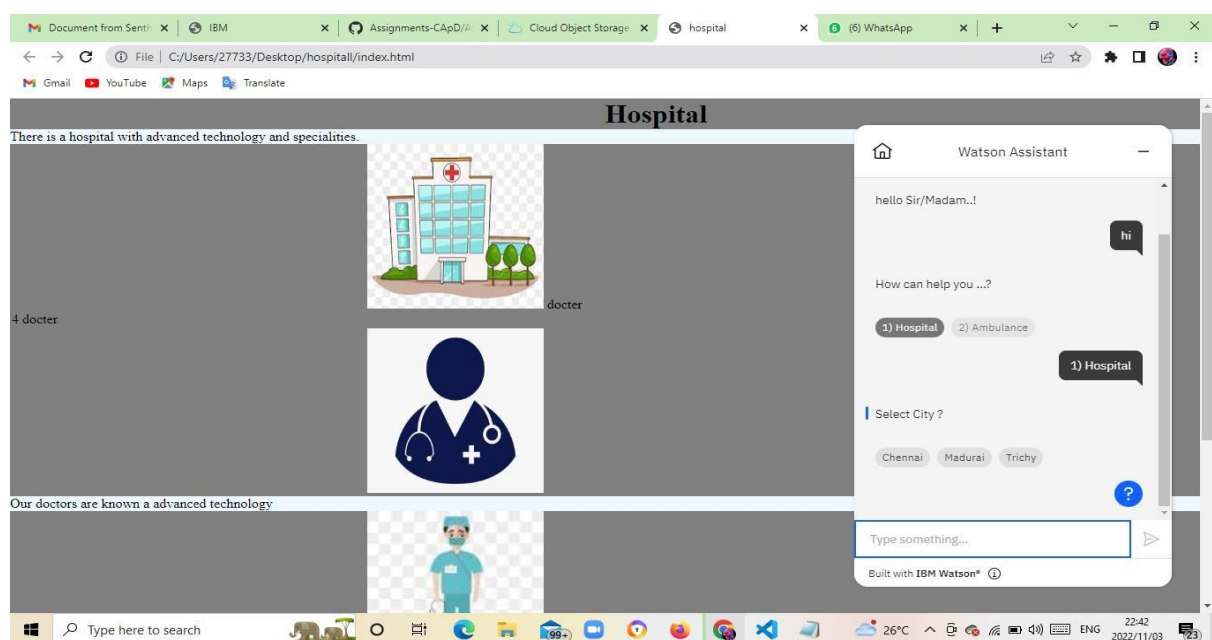 Document from Senth
IBM
Assignments-CApD/A
Cloud Object Storage
hospital
(6) WhatsApp
File | C:/Users/27733/Desktop/hospitall/index.html
Gmail
YouTube
Maps
Translate
Hospital
There is a hospital with advanced technology and specialities.
docter
4 docter
Our doctors are known a advanced technology
Watson Assistant
hello Sir/Madam..!
hi
How can help you ...?
1) Hospital 2) Ambulance
1) Hospital
Select City ?
Chennai Madurai Trichy
?
Type something...
Built with IBM Watson®
Type here to search
99+
26°C
ENG
22:42
2022/11/03
23